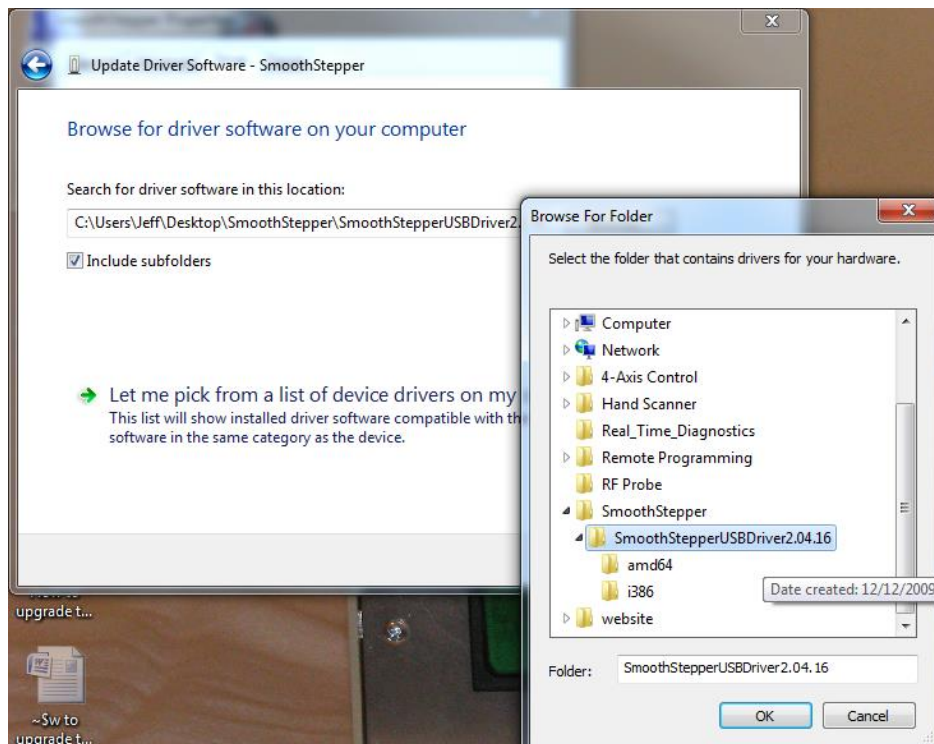 Update Driver Software - SmoothStepper
Browse for driver software on your computer
Search for driver software in this location:
C:\Users\Jeff\Desktop\SmoothStepper\SmoothStepperUSBDriver2.
Include subfolders
Let me pick from a list of device drivers on my
This list will show installed driver software compatible with th
software in the same category as the device.
Browse For Folder
Select the folder that contains drivers for your hardware.
Computer
Network
4-Axis Control
Hand Scanner
Real_Time_Diagnostics
Remote Programming
RF Probe
SmoothStepper
SmoothStepperUSBDriver2.04.16
amd64
i386
Date created: 12/12/2009
website
Folder:
SmoothStepperUSBDriver2.04.16
OK
Cancel
upgrade t...
~Sw to
upgrade t...